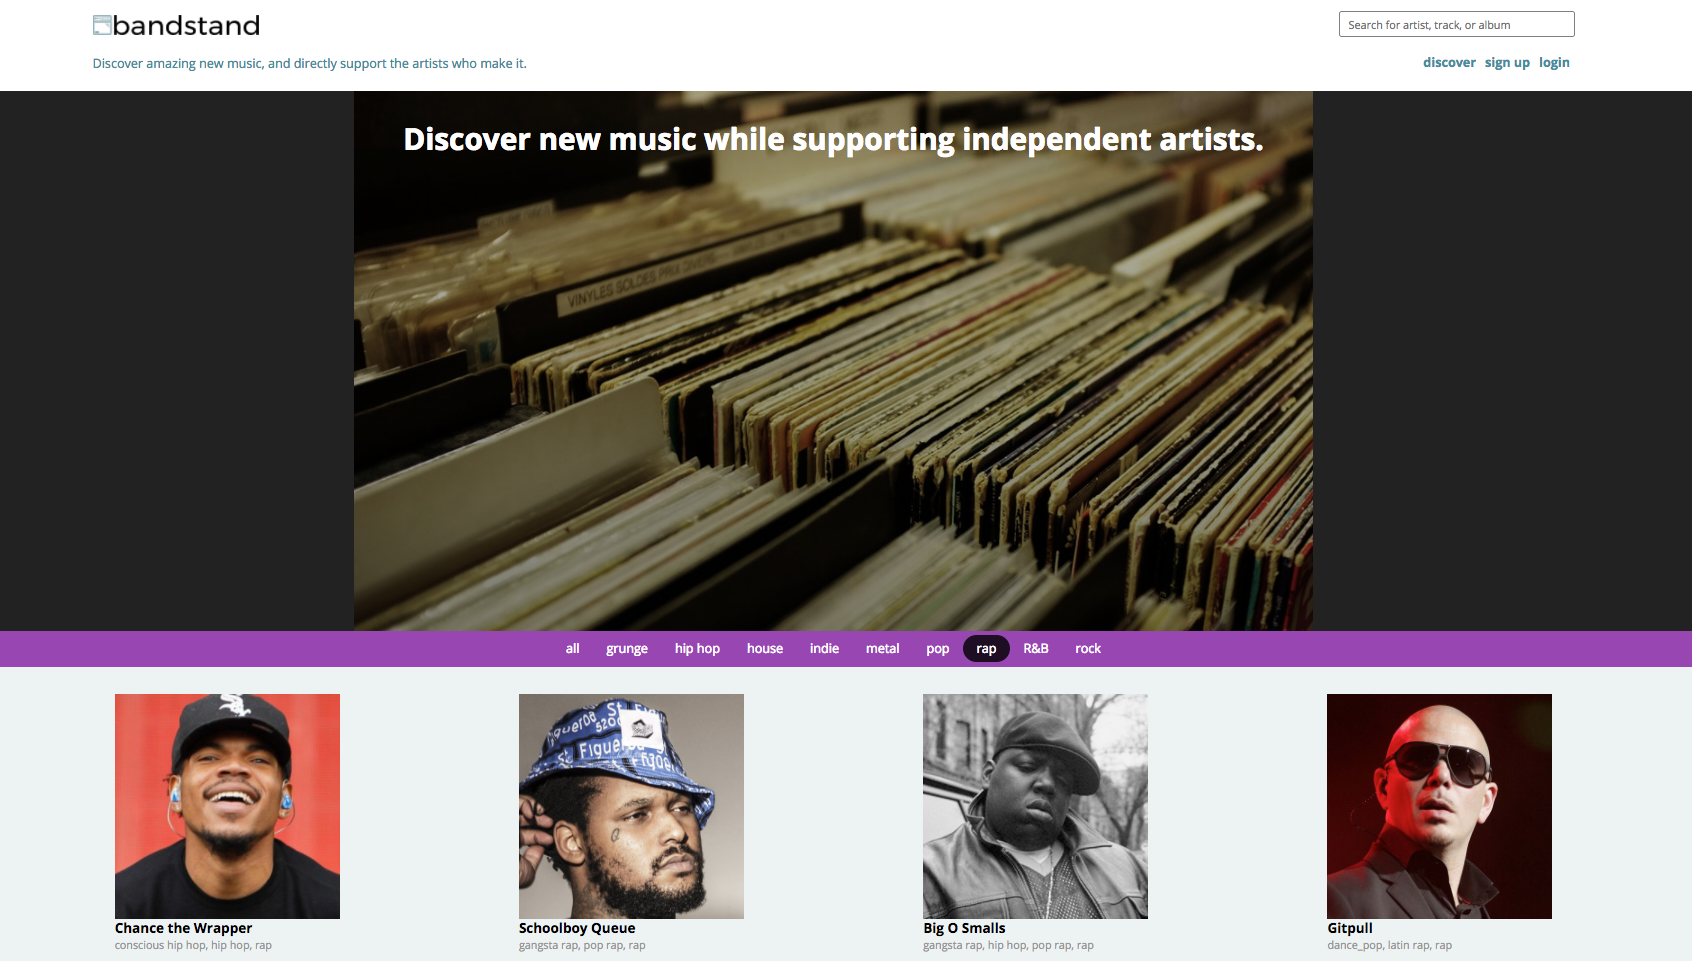 bandstand
Search for artist, track, or album
Discover amazing new music, and directly support the artists who make it.
discover sign up login
Discover new music while supporting independent artists.
VINYLES SOLDES PRIX DIVERS
all grunge hip hop house indie metal pop rap R&B rock
Chance the Wrapper
conscious hip hop, hip hop, rap
Schoolboy Queue
gangsta rap, pop rap, rap
Big O Smalls
gangsta rap, hip hop, pop rap, rap
Gitpull
dance_pop, latin rap, rap